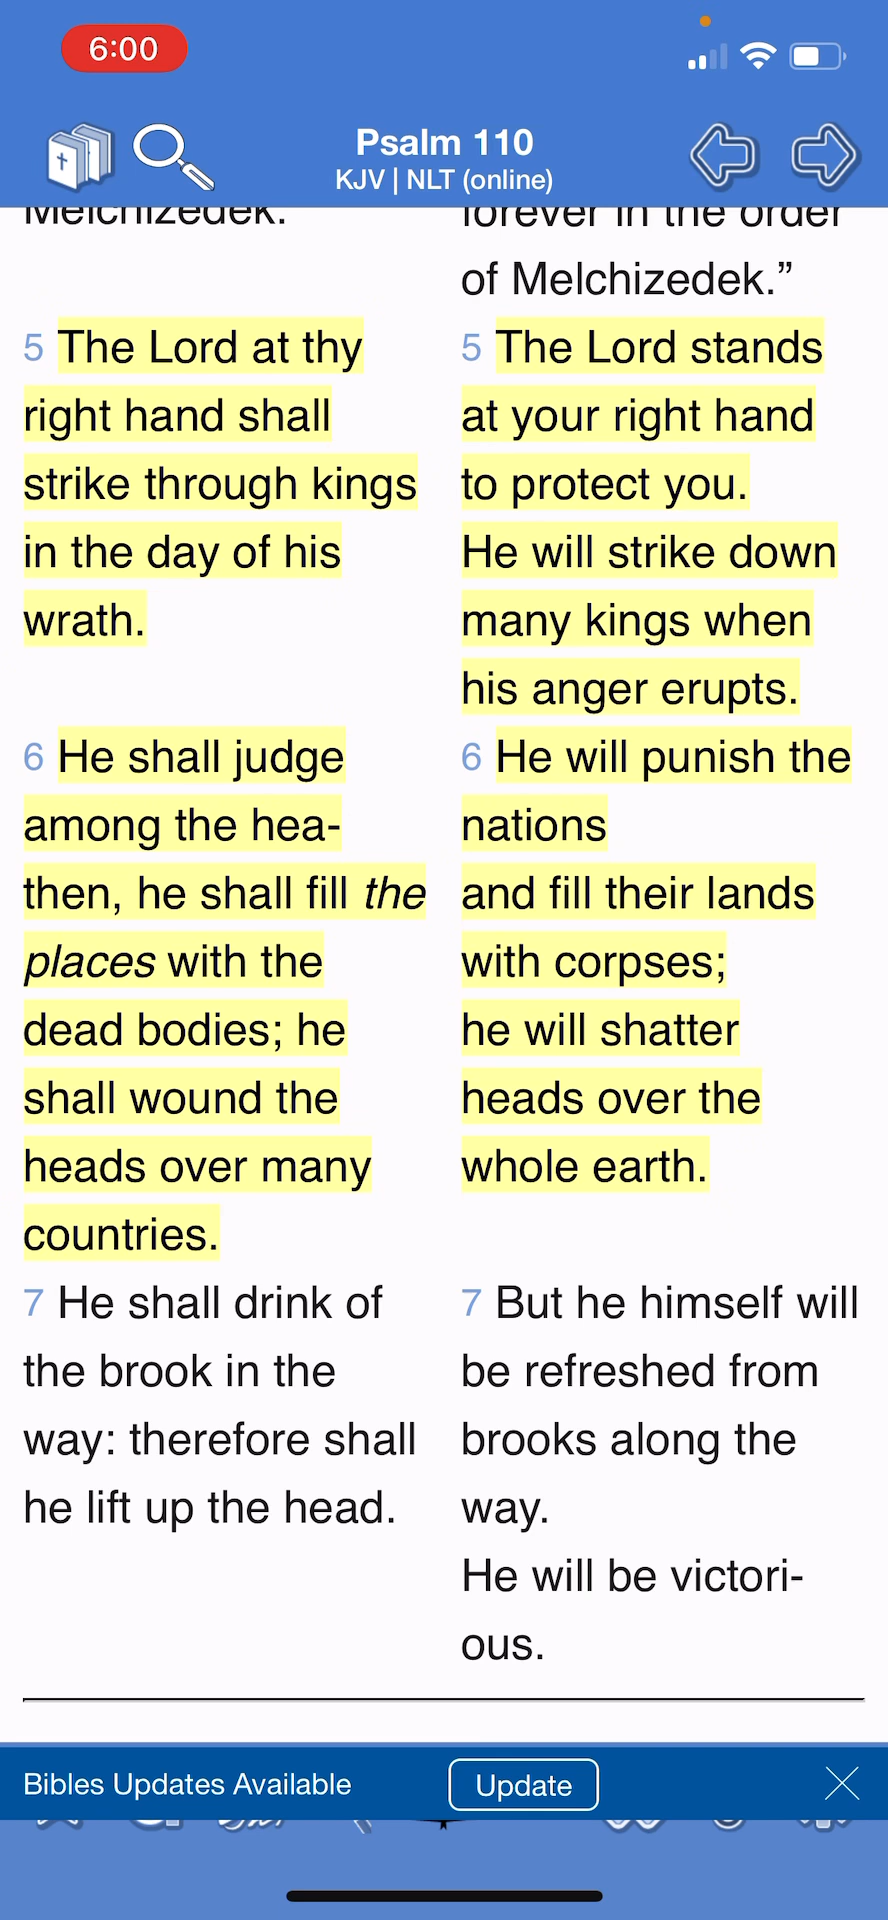 6:00
Psalm 110
KJV | NLT (online)
Melchizedek.
5 The Lord at thy
right hand shall
strike through kings
in the day of his
wrath.
6 He shall judge
among the hea-
then, he shall fill the
places with the
dead bodies; he
shall wound the
heads over many
countries.
7 He shall drink of
the brook in the
way: therefore shall
he lift up the head.
forever in the order
of Melchizedek.”
5 The Lord stands
at your right hand
to protect you.
He will strike down
many kings when
his anger erupts.
6 He will punish the
nations
and fill their lands
with corpses;
he will shatter
heads over the
whole earth.
7 But he himself will
be refreshed from
brooks along the
way.
He will be victori-
ous.
Bibles Updates Available
Update